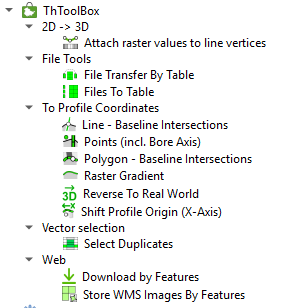 ThToolBox
2D -> 3D
Attach raster values to line vertices
File Tools
File Transfer By Table
Files To Table
To Profile Coordinates
Line - Baseline Intersections
Points (incl. Bore Axis)
Polygon - Baseline Intersections
Raster Gradient
3D Reverse To Real World
Shift Profile Origin (X-Axis)
Vector selection
Select Duplicates
Web
Download by Features
Store WMS Images By Features